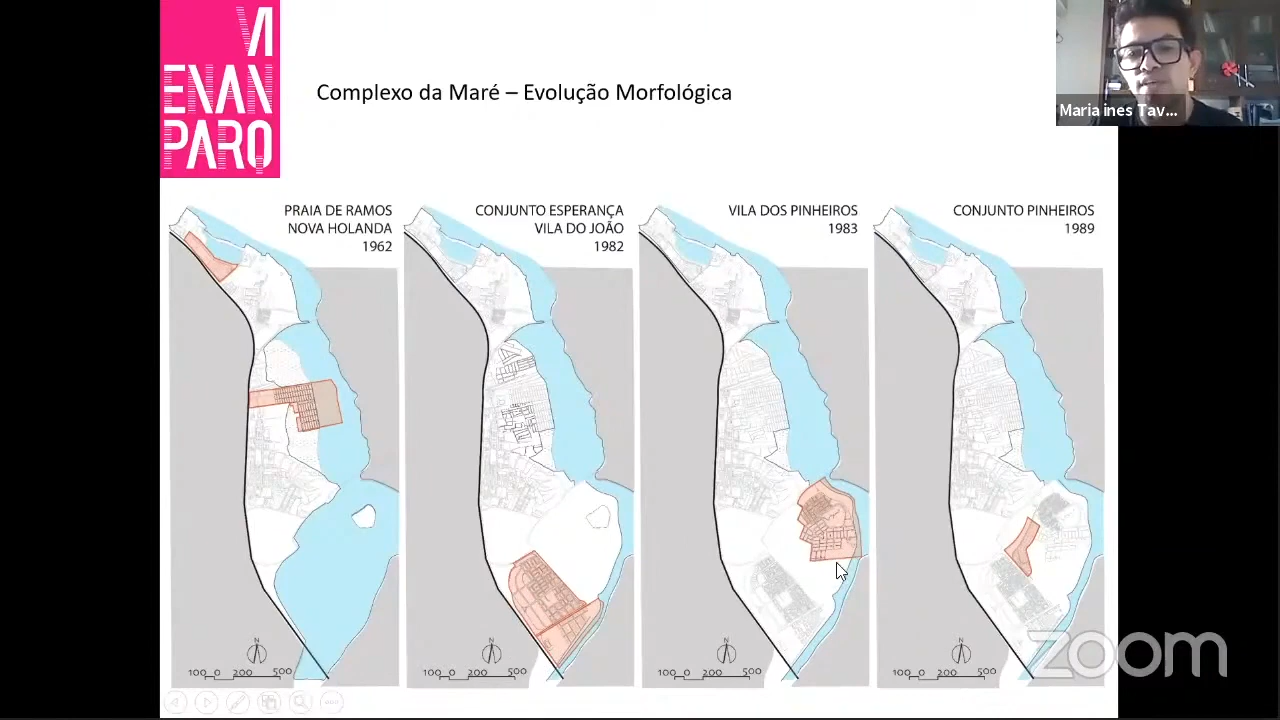 VI
ENAN
PARQ
Complexo da Maré – Evolução Morfológica
Maria ines Tav...
PRAIA DE RAMOS
NOVA HOLANDA
1962
CONJUNTO ESPERANÇA
VILA DO JOÃO
1982
VILA DOS PINHEIROS
1983
CONJUNTO PINHEIROS
1989
N
100 0 200 500
N
100 0 200 500
N
100 0 200 500
N
100 0 200 500
zoom